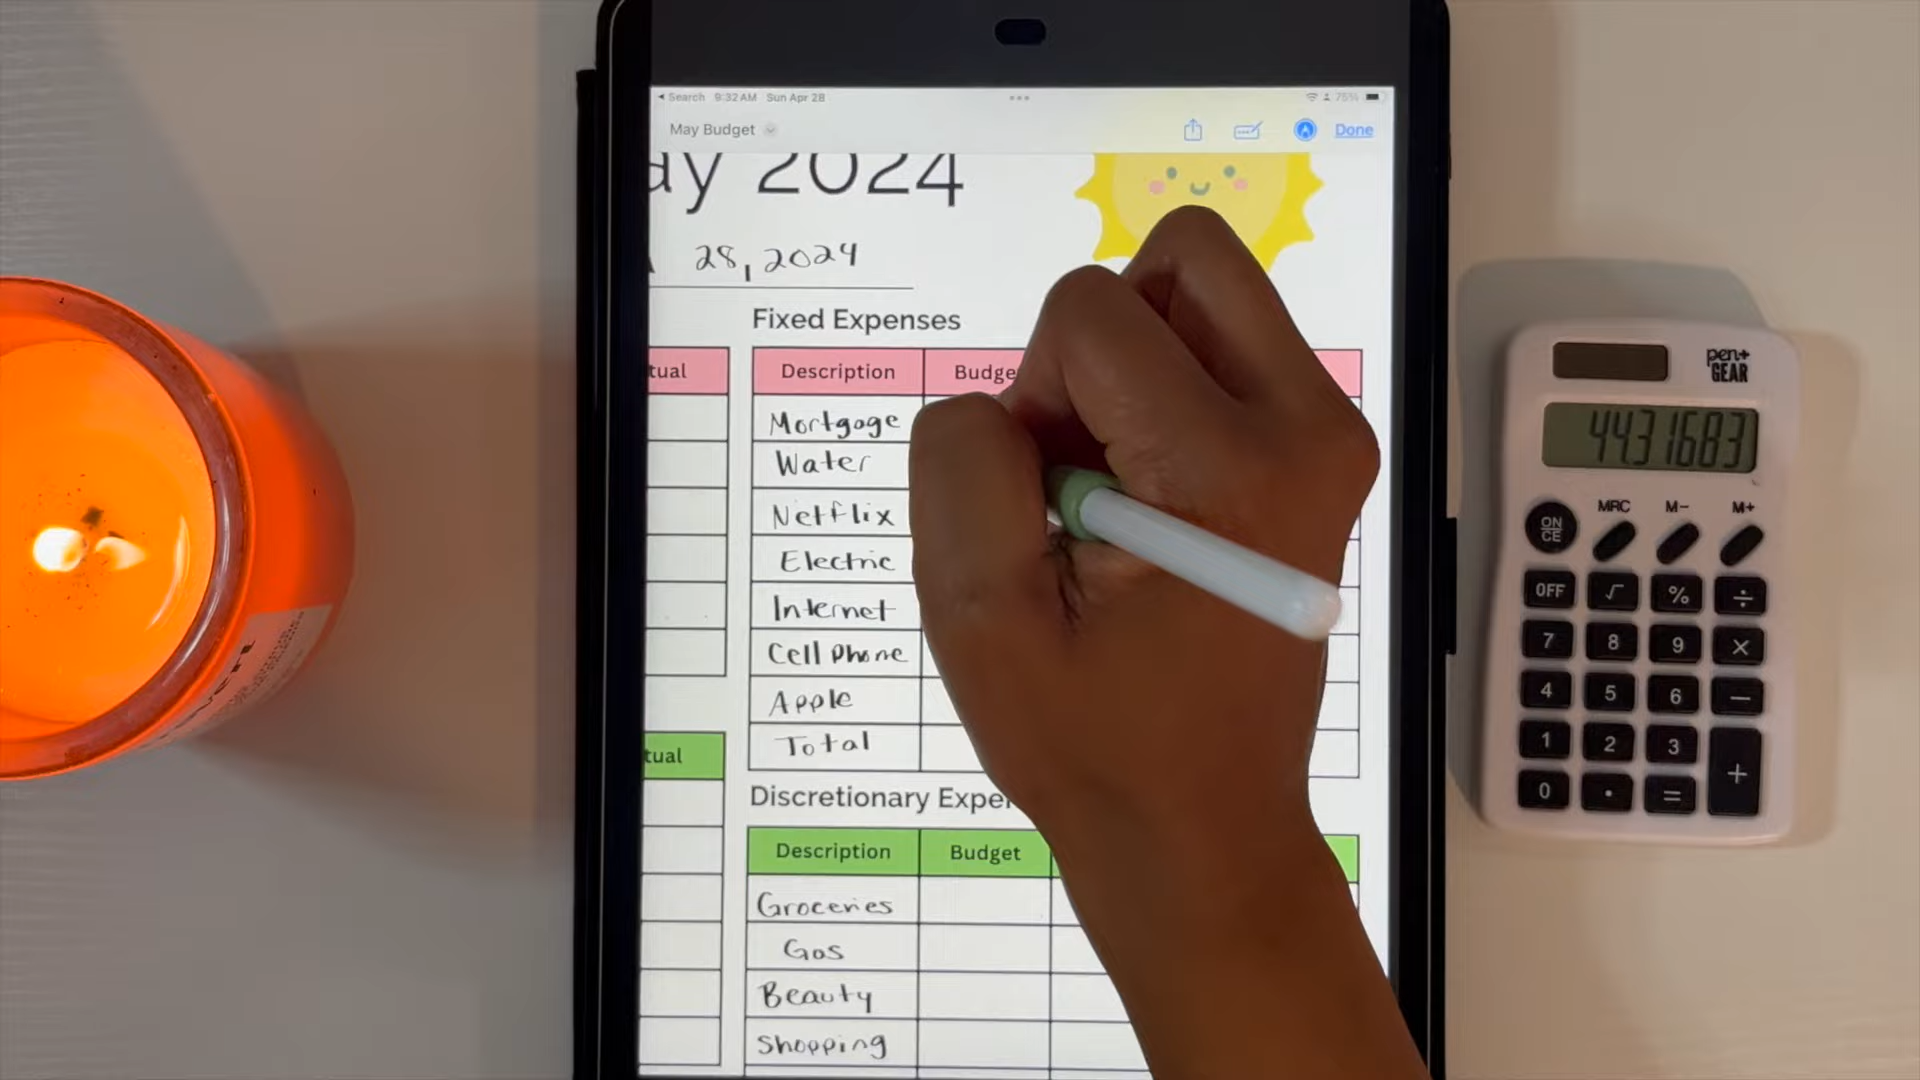 Search 9:32 AM Sun Apr 28 75%
May Budget Done
ay 2024
28, 2024
Fixed Expenses
tual Description Budge
Mortgage
Water
Netflix
Electric
Internet
Cell Phone
Apple
Total
tual
Discretionary Exper
Description Budget
Groceries
Gas
Beauty
Shopping
pen+
GEAR
4431683
MRC M- M+
ON
CE
OFF √ % ÷
7 8 9 ×
4 5 6 −
1 2 3 +
0 . =